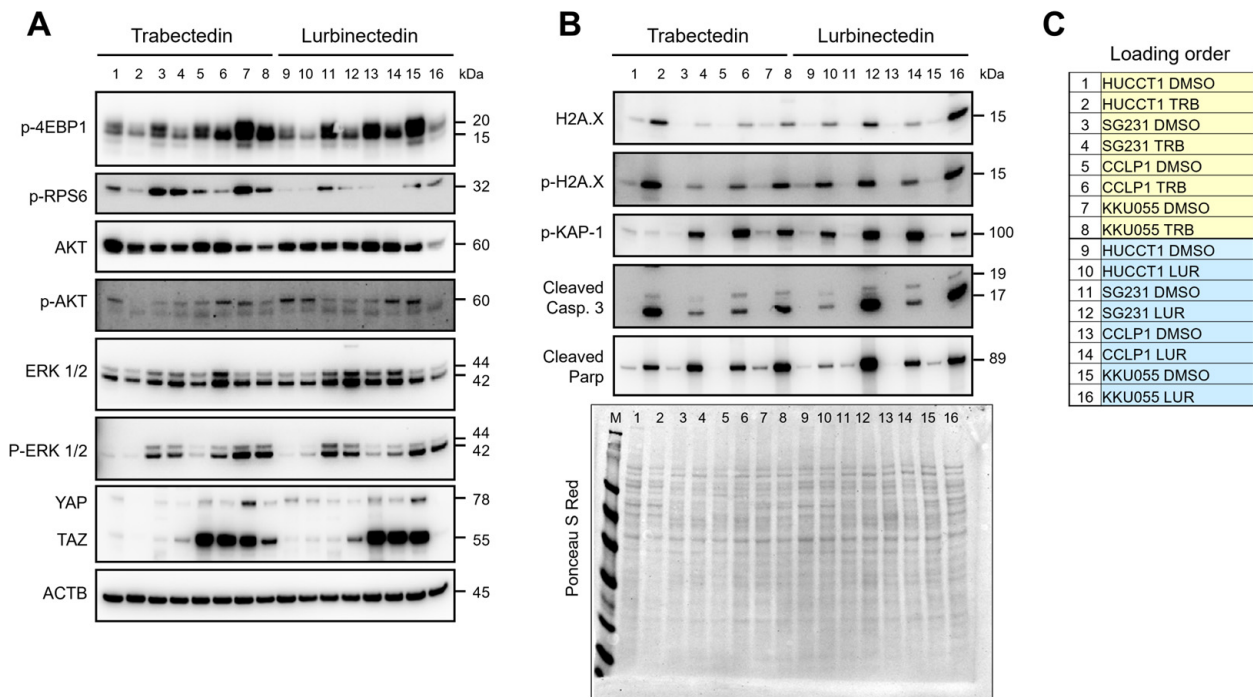 A
Trabectedin Lurbinectedin
1 2 3 4 5 6 7 8 9 10 11 12 13 14 15 16 kDa
p-4EBP1
20
15
p-RPS6
32
AKT
60
p-AKT
60
ERK 1/2
44
42
P-ERK 1/2
44
42
YAP
78
TAZ
55
ACTB
45
B
Trabectedin Lurbinectedin
1 2 3 4 5 6 7 8 9 10 11 12 13 14 15 16 kDa
H2A.X
15
p-H2A.X
15
p-KAP-1
100
Cleaved
Casp. 3
19
17
Cleaved
Parp
89
M 1 2 3 4 5 6 7 8 9 10 11 12 13 14 15 16
Ponceau S Red
C
Loading order
1 HUCCT1 DMSO
2 HUCCT1 TRB
3 SG231 DMSO
4 SG231 TRB
5 CCLP1 DMSO
6 CCLP1 TRB
7 KKU055 DMSO
8 KKU055 TRB
9 HUCCT1 DMSO
10 HUCCT1 LUR
11 SG231 DMSO
12 SG231 LUR
13 CCLP1 DMSO
14 CCLP1 LUR
15 KKU055 DMSO
16 KKU055 LUR